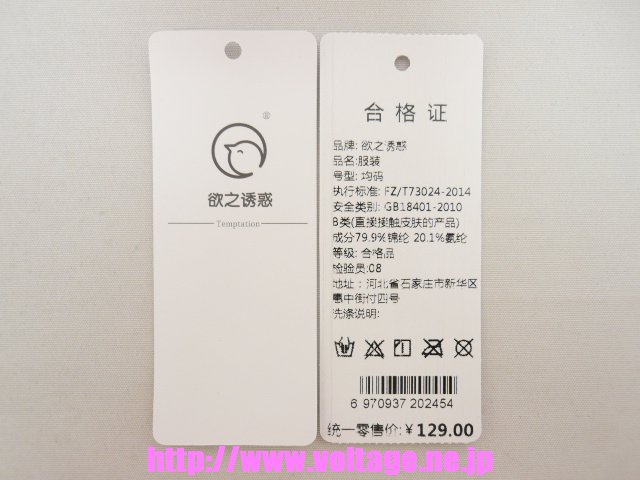 ®
欲之诱惑
Temptation
合格证
品牌: 欲之诱惑
品名:服装
号型: 均码
执行标准: FZ/T73024-2014
安全类别: GB18401-2010
B类(直接接触皮肤的产品)
成分79.9%锦纶 20.1%氨纶
等级: 合格品
检验员:08
地址：河北省石家庄市新华区
惠中街付四号
洗涤说明:
6 970937 202454
统一零售价:￥129.00
http://www.voltage.ne.jp